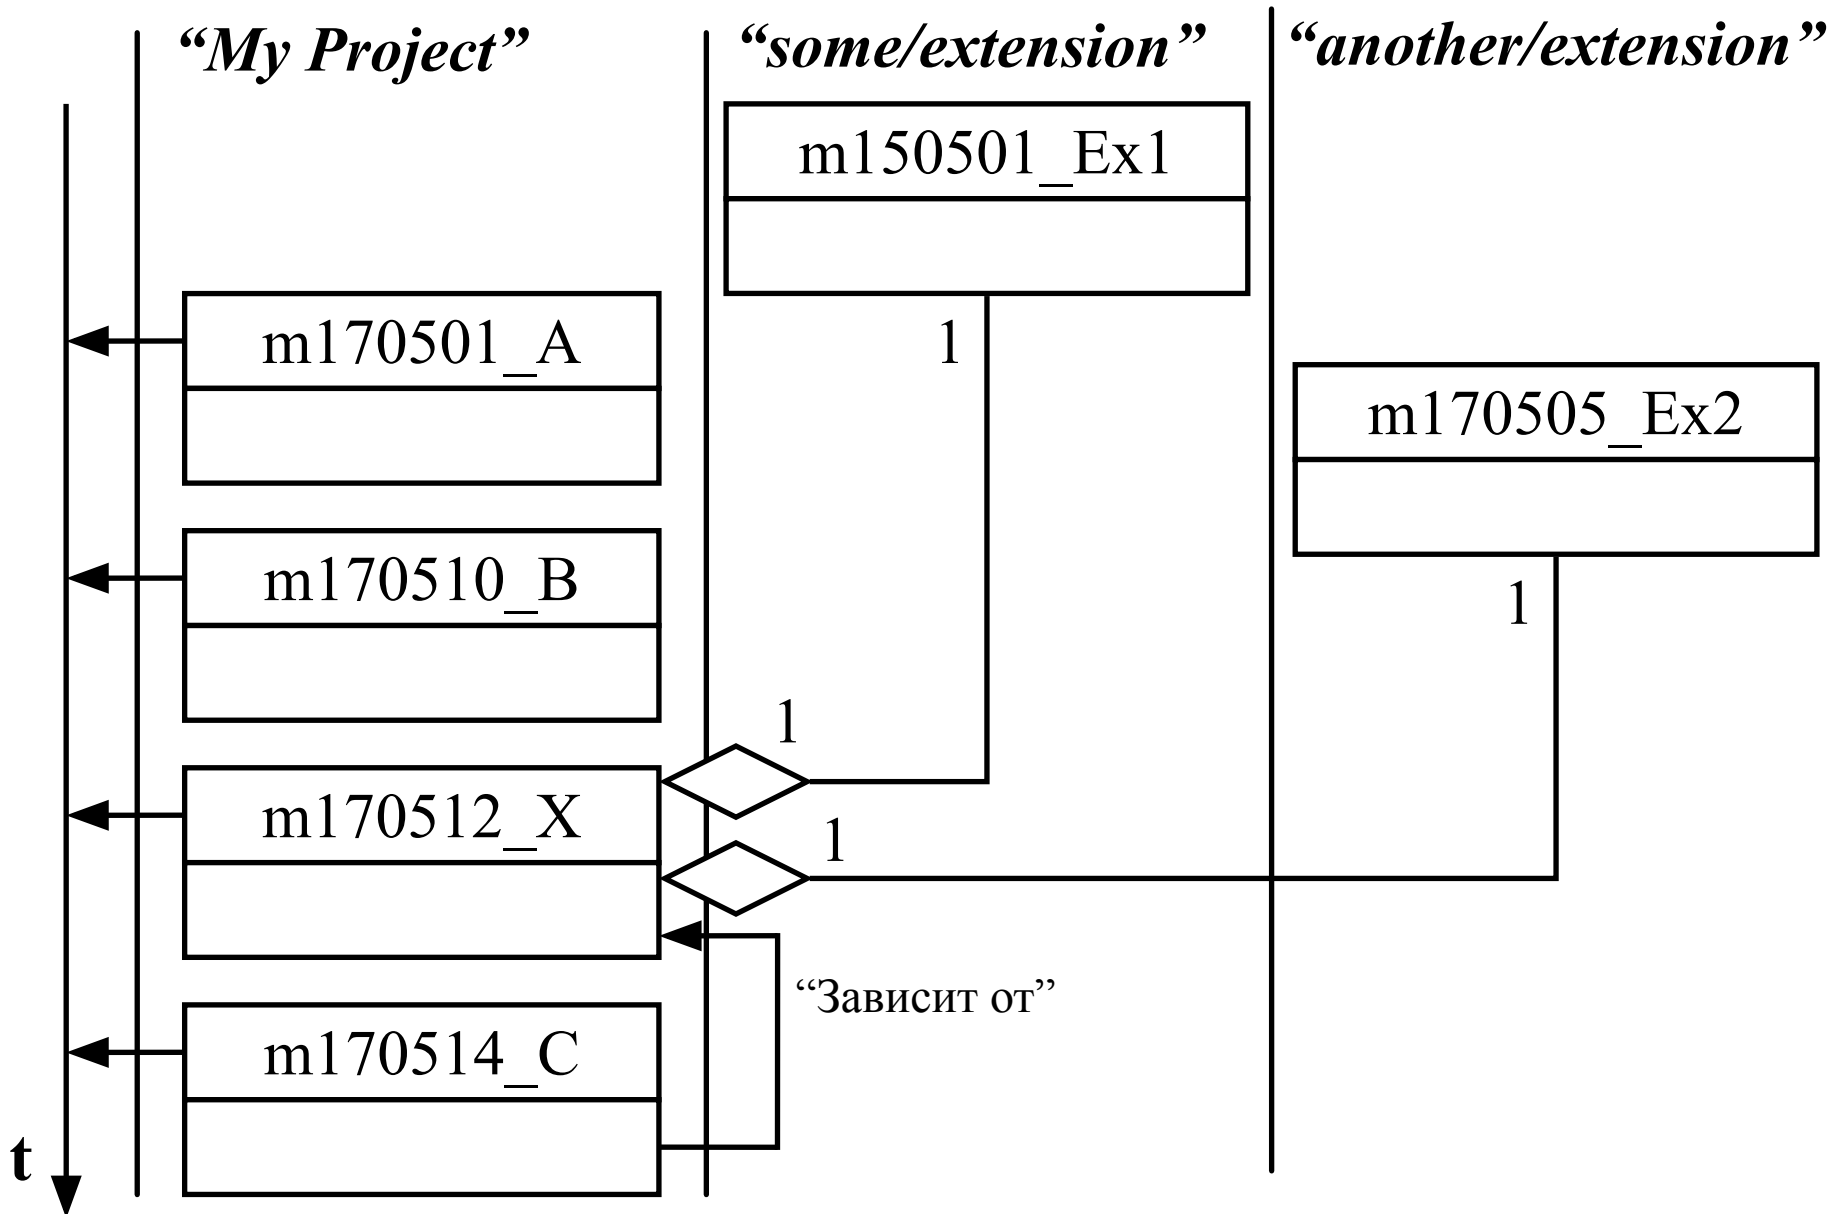 “My Project”
“some/extension”
“another/extension”
m150501_Ex1
m170501_A
1
m170505_Ex2
m170510_B
1
1
m170512_X
1
“Зависит от”
m170514_C
t